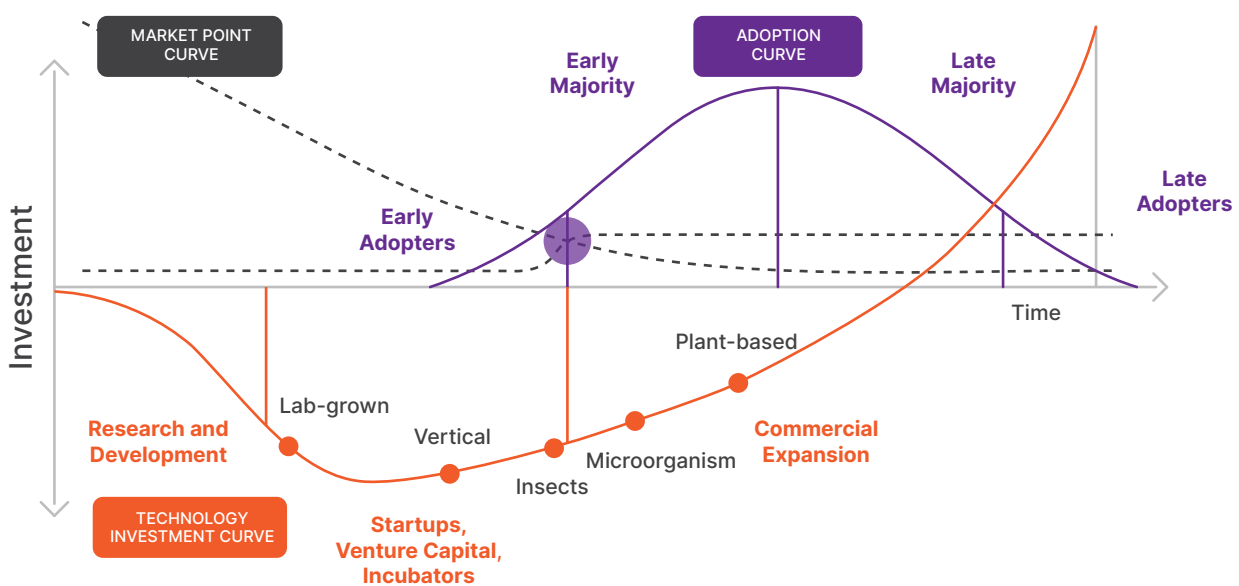 MARKET POINT
CURVE
ADOPTION
CURVE
Early
Majority
Late
Majority
Early
Adopters
Late
Adopters
Investment
Time
Plant-based
Lab-grown
Research and
Development
Vertical
Microorganism
Insects
Commercial
Expansion
TECHNOLOGY
INVESTMENT CURVE
Startups,
Venture Capital,
Incubators